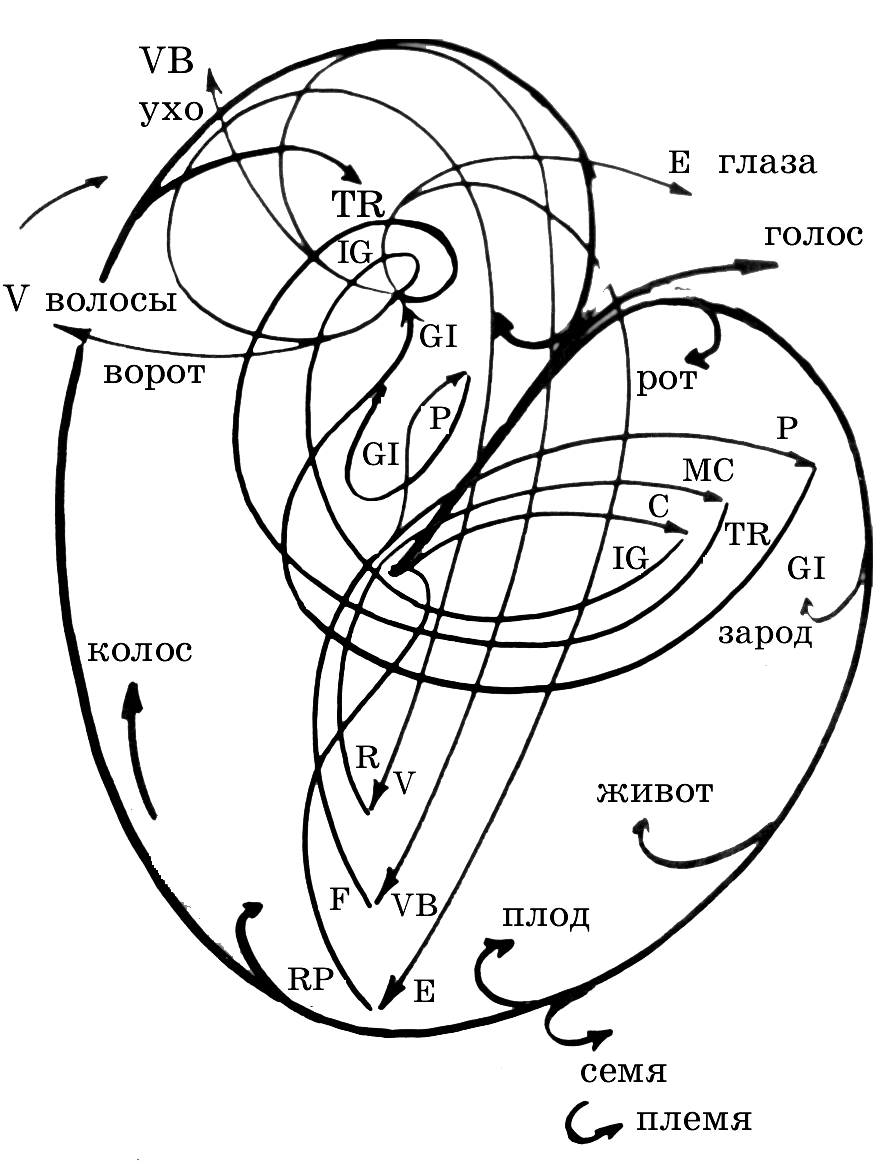 VB
ухо
E глаза
TR
голос
IG
V волосы
GI
ворот
рот
P
P
GI
MC
C
TR
IG
GI
зарод
колос
R
V
живот
F
VB
плод
RP
E
семя
племя